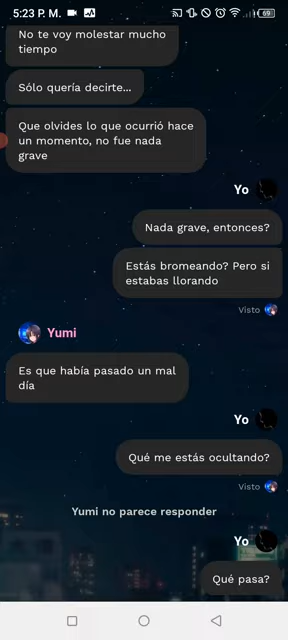 5:23 P. M.
69
No te voy molestar mucho
tiempo
Sólo quería decirte...
Que olvides lo que ocurrió hace
un momento, no fue nada
grave
Yo
Nada grave, entonces?
Estás bromeando? Pero si
estabas llorando
Visto
Yumi
Es que había pasado un mal
día
Yo
Qué me estás ocultando?
Visto
Yumi no parece responder
Yo
Qué pasa?